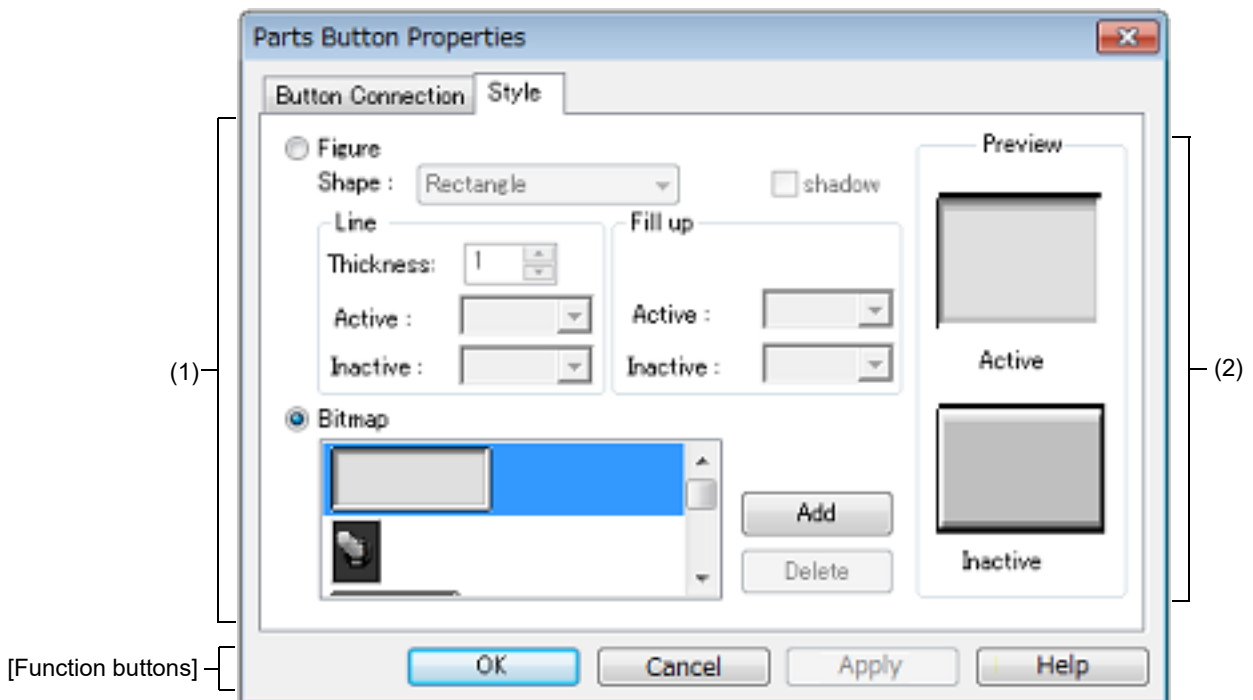 Parts Button Properties
Button Connection Style
Figure
Shape : Rectangle shadow
Line Fill up
Thickness: 1
Active : Active :
Inactive : Inactive :
Bitmap
Add
Delete
Preview
Active
Inactive
(1)
(2)
[Function buttons]
OK Cancel Apply Help